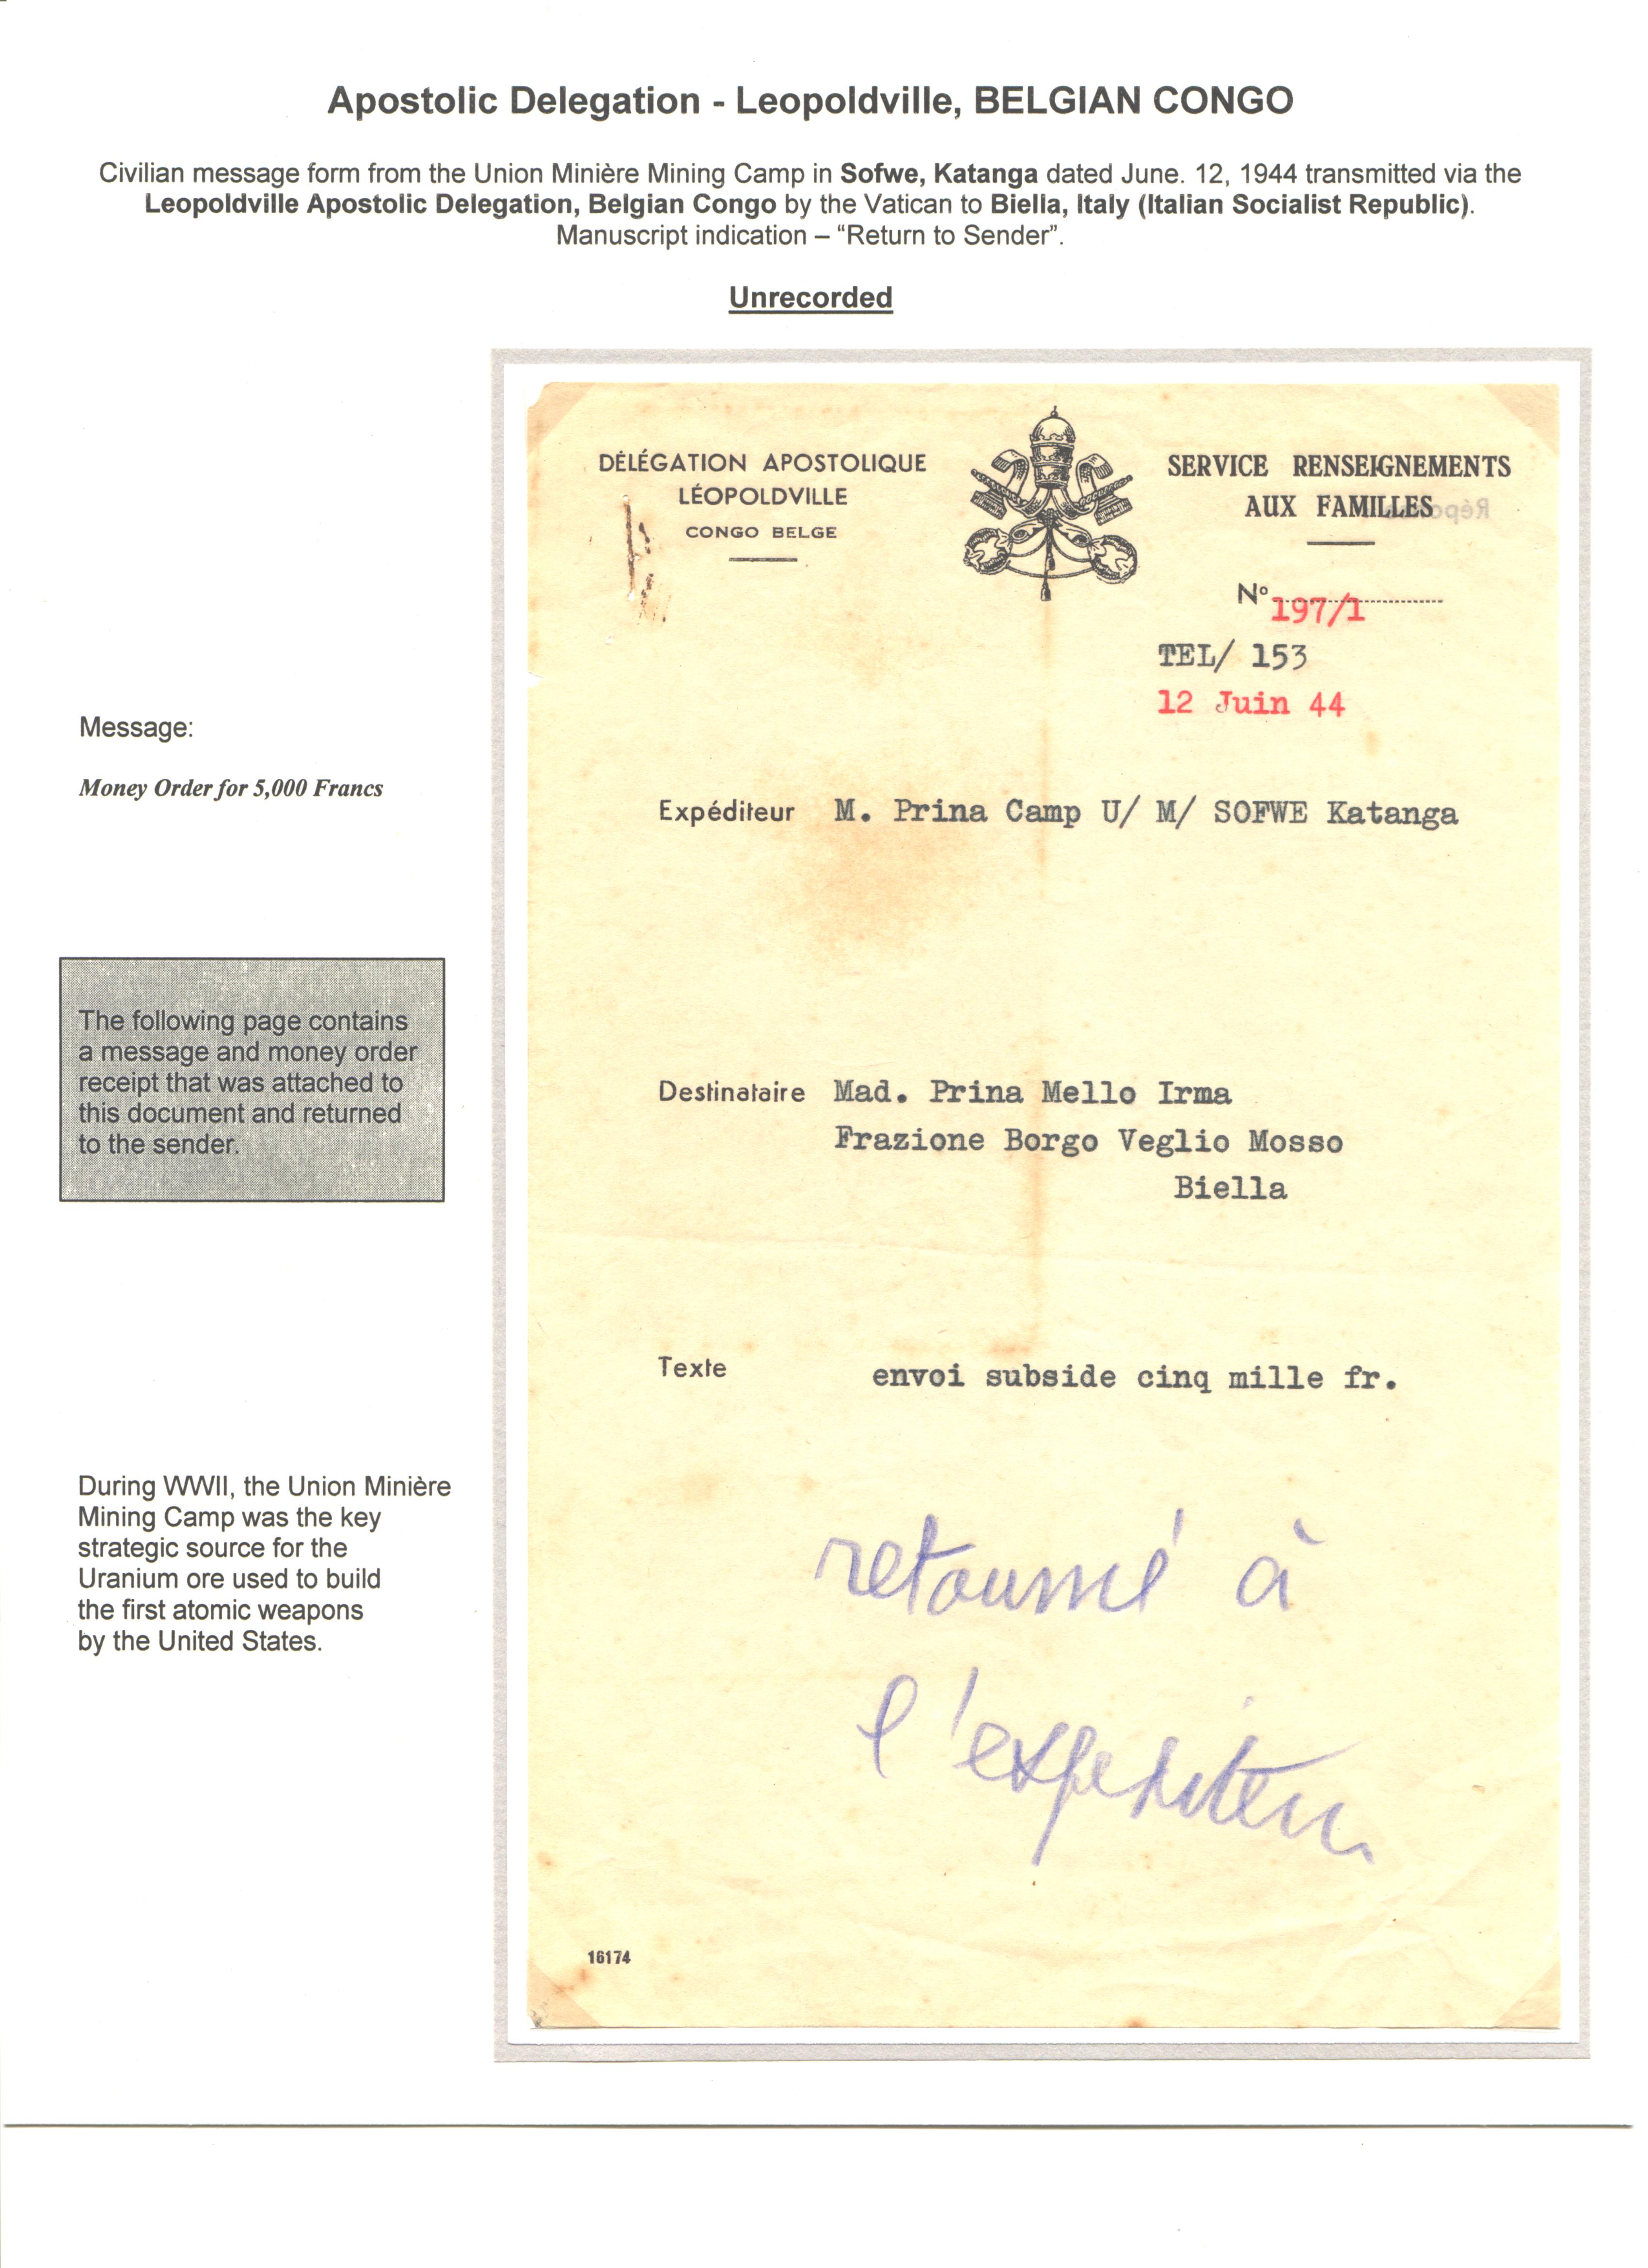 Apostolic Delegation - Leopoldville, BELGIAN CONGO
Civilian message form from the Union Minière Mining Camp in Sofwe, Katanga dated June. 12, 1944 transmitted via the
Leopoldville Apostolic Delegation, Belgian Congo by the Vatican to Biella, Italy (Italian Socialist Republic).
Manuscript indication – “Return to Sender”.
Unrecorded
DÉLÉGATION APOSTOLIQUE
LÉOPOLDVILLE
CONGO BELGE
SERVICE RENSEIGNEMENTS
AUX FAMILLES
Nº 197/1
TEL/ 153
12 Juin 44
Message:
Money Order for 5,000 Francs
Expéditeur M. Prina Camp U/ M/ SOFWE Katanga
The following page contains
a message and money order
receipt that was attached to
this document and returned
to the sender.
Destinataire Mad. Prina Mello Irma
Frazione Borgo Veglio Mosso
Biella
Texte envoi subside cinq mille fr.
During WWII, the Union Minière
Mining Camp was the key
strategic source for the
Uranium ore used to build
the first atomic weapons
by the United States.
retourné à
l'expediteur
16174